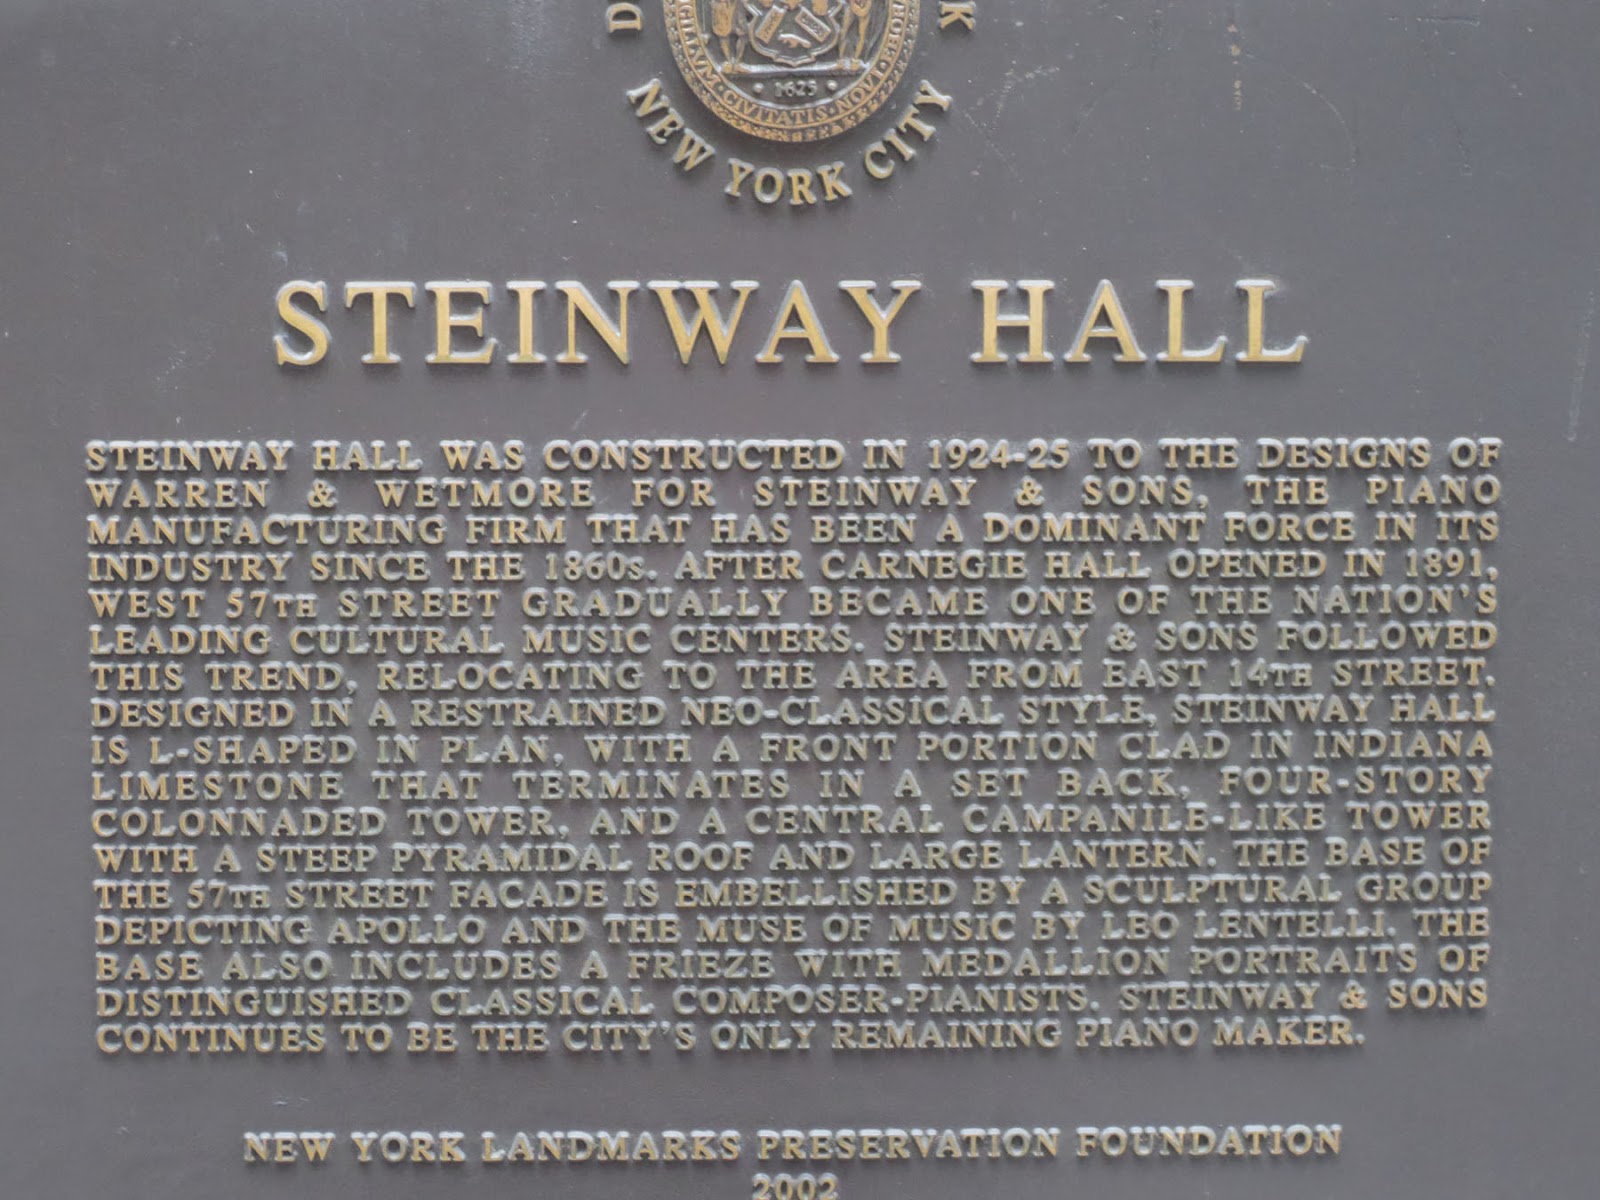 SIGILLVM · CIVITATIS · NOVI · EBOR
· 1625 ·
NEW YORK CITY
STEINWAY HALL
STEINWAY HALL WAS CONSTRUCTED IN 1924-25 TO THE DESIGNS OF
WARREN & WETMORE FOR STEINWAY & SONS, THE PIANO
MANUFACTURING FIRM THAT HAS BEEN A DOMINANT FORCE IN ITS
INDUSTRY SINCE THE 1860s. AFTER CARNEGIE HALL OPENED IN 1891,
WEST 57TH STREET GRADUALLY BECAME ONE OF THE NATION'S
LEADING CULTURAL MUSIC CENTERS. STEINWAY & SONS FOLLOWED
THIS TREND, RELOCATING TO THE AREA FROM EAST 14TH STREET.
DESIGNED IN A RESTRAINED NEO-CLASSICAL STYLE, STEINWAY HALL
IS L-SHAPED IN PLAN, WITH A FRONT PORTION CLAD IN INDIANA
LIMESTONE THAT TERMINATES IN A SET BACK, FOUR-STORY
COLONNADED TOWER, AND A CENTRAL CAMPANILE-LIKE TOWER
WITH A STEEP PYRAMIDAL ROOF AND LARGE LANTERN. THE BASE OF
THE 57TH STREET FACADE IS EMBELLISHED BY A SCULPTURAL GROUP
DEPICTING APOLLO AND THE MUSE OF MUSIC BY LEO LENTELLI. THE
BASE ALSO INCLUDES A FRIEZE WITH MEDALLION PORTRAITS OF
DISTINGUISHED CLASSICAL COMPOSER-PIANISTS. STEINWAY & SONS
CONTINUES TO BE THE CITY'S ONLY REMAINING PIANO MAKER.
NEW YORK LANDMARKS PRESERVATION FOUNDATION
2002